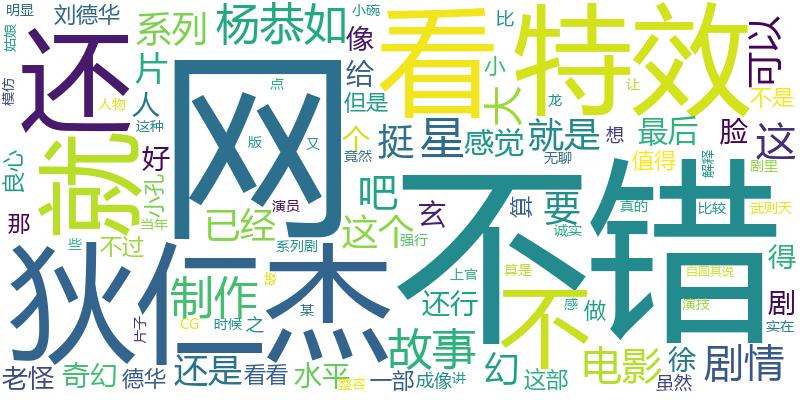 明显
刘德华
系列
杨恭如
小碗
像
看
特效
比
可以
姑娘
还
片
给
小
大
模仿
人物
人
网
点
但是
龙
让
不是
这种
版
又
个
挺
星
感觉
就是
想
最后
脸
这
良心
就
好
小孔
竟然
无聊
值得
解释
剧里
那
当年
演员
已经
吧
玄
算
要
真的
比较
武则天
不过
些
系列剧
这个
强行
不错
诚实
得
狄仁杰
制作
上官
算是
自圆其说
不
片子
CG
时候
之
某
还行
感
做
演技
剧
实在
故事
幻
电影
徐
剧情
老怪
奇幻
德华
还是
看看
水平
整容
一部
成像
讲
这部
虽然